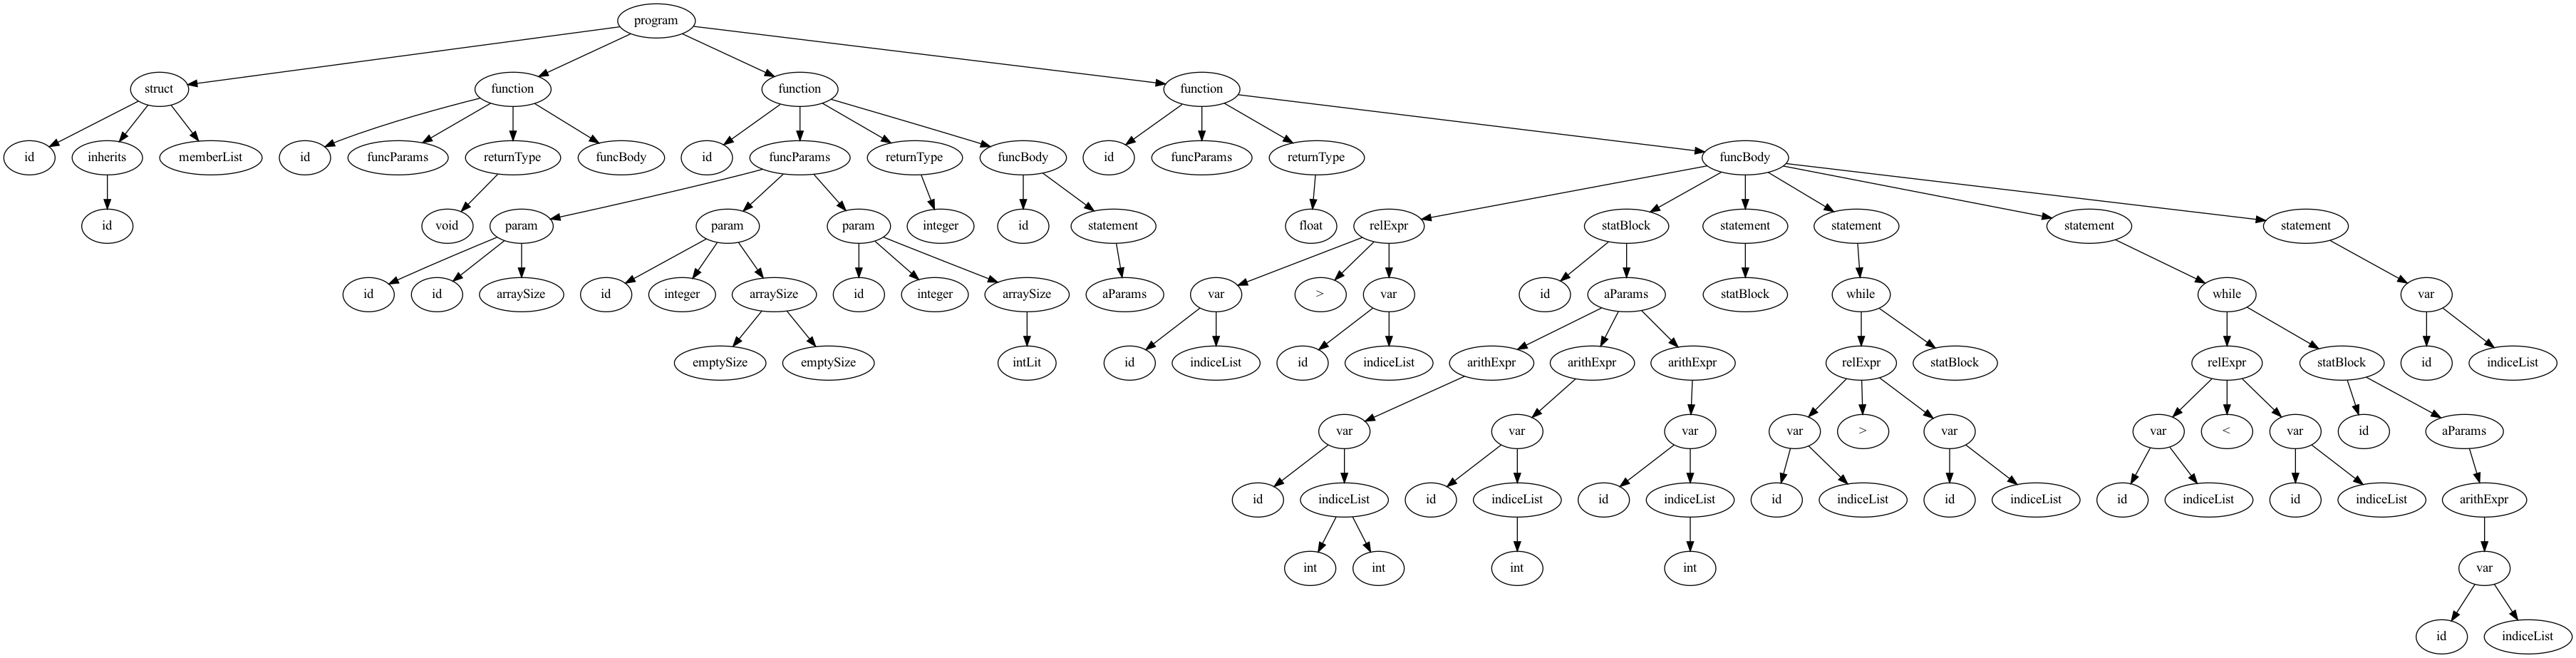 program
struct function function function
id inherits memberList id funcParams returnType funcBody id funcParams returnType funcBody id funcParams returnType funcBody
id void param param param integer id statement float relExpr statBlock statement statement statement statement
id id arraySize id integer arraySize id integer arraySize aParams var > var id aParams statBlock while while var
emptySize emptySize intLit id indiceList id indiceList arithExpr arithExpr arithExpr relExpr statBlock relExpr statBlock id indiceList
var var var var > var var < var id aParams
id indiceList id indiceList id indiceList id indiceList id indiceList id indiceList id indiceList arithExpr
int int int int var
id indiceList